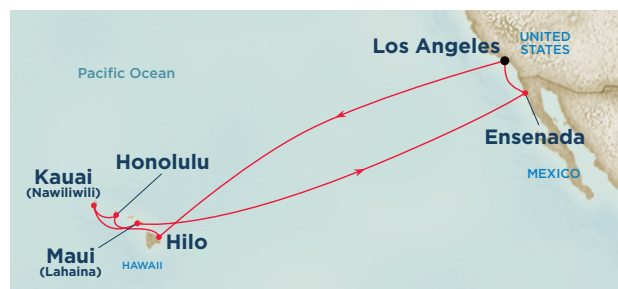 UNITED
STATES
Los Angeles
Pacific Ocean
Ensenada
Honolulu
Kauai
(Nawiliwili)
MEXICO
Hilo
Maui
(Lahaina)
HAWAII